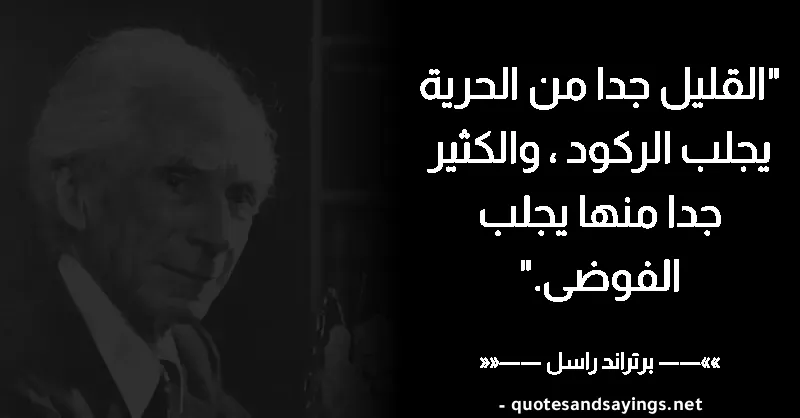 "القليل جدا من الحرية
يجلب الركود ، والكثير
جدا منها يجلب
الفوضى."
»»—— برتراند راسل ——««
- quotesandsayings.net